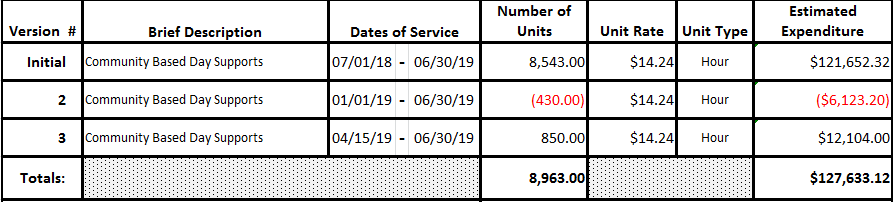 Version # Brief Description Dates of Service Number of Units Unit Rate Unit Type Estimated Expenditure
Initial Community Based Day Supports 07/01/18 - 06/30/19 8,543.00 $14.24 Hour $121,652.32
2 Community Based Day Supports 01/01/19 - 06/30/19 (430.00) $14.24 Hour ($6,123.20)
3 Community Based Day Supports 04/15/19 - 06/30/19 850.00 $14.24 Hour $12,104.00
Totals: 8,963.00 $127,633.12